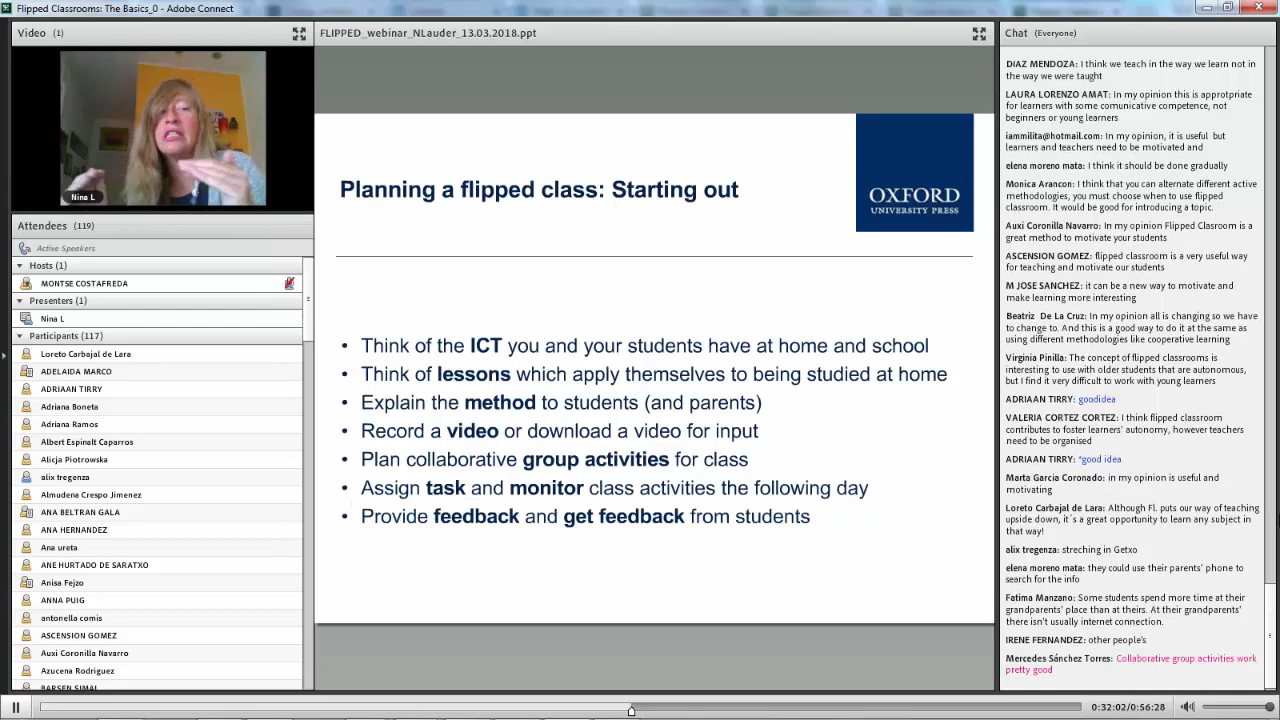 Flipped Classrooms: The Basics_0 - Adobe Connect
Video (1)
Nina L
Attendees (119)
Active Speakers
Hosts (1)
MONTSE COSTAFREDA
Presenters (1)
Nina L
Participants (117)
Loreto Carbajal de Lara
ADELAIDA MARCO
ADRIAAN TIRRY
Adriana Boneta
Adriana Ramos
Albert Espinalt Caparros
Alicja Piotrowska
alix tregenza
Almudena Crespo Jimenez
ANA BELTRAN GALA
ANA HERNANDEZ
Ana ureta
ANE HURTADO DE SARATXO
Anisa Fejzo
ANNA PUIG
antonella comis
ASCENSION GOMEZ
Auxi Coronilla Navarro
Azucena Rodriguez
BARSEN SIMAL
FLIPPED_webinar_NLauder_13.03.2018.ppt
Planning a flipped class: Starting out
OXFORD
UNIVERSITY PRESS
• Think of the ICT you and your students have at home and school
• Think of lessons which apply themselves to being studied at home
• Explain the method to students (and parents)
• Record a video or download a video for input
• Plan collaborative group activities for class
• Assign task and monitor class activities the following day
• Provide feedback and get feedback from students
Chat (Everyone)
DIAZ MENDOZA: I think we teach in the way we learn not in
the way we were taught
LAURA LORENZO AMAT: In my opinion this is approtpriate
for learners with some comunicative competence, not
beginners or young learners
iammilita@hotmail.com: In my opinion, it is useful but
learners and teachers need to be motivated and
elena moreno mata: I think it should be done gradually
Monica Arancon: I think that you can alternate different active
methodologies, you must choose when to use flipped
classroom. It would be good for introducing a topic.
Auxi Coronilla Navarro: In my opinion Flipped Clasroom is a
great method to motivate your students
ASCENSION GOMEZ: flipped classroom is a very useful way
for teaching and motivate our students
M JOSE SANCHEZ: it can be a new way to motivate and
make learning more interesting
Beatriz De La Cruz: In my opinion all is changing so we have
to change to. And this is a good way to do it at the same as
using different methodologies like cooperative learning
Virginia Pinilla: The concept of flipped classrooms is
interesting to use with older students that are autonomous,
but I find it very difficult to work with young learners
ADRIAAN TIRRY: goodidea
VALERIA CORTEZ CORTEZ: I think flipped classroom
contributes to foster learners' autonomy, however teachers
need to be organised
ADRIAAN TIRRY: *good idea
Marta Garcia Coronado: in my opinion is useful and
motivating
Loreto Carbajal de Lara: Although Fl. puts our way of teaching
upside down, it´s a great opportunity to learn any subject in
that way!
alix tregenza: streching in Getxo
elena moreno mata: they could use their parents' phone to
search for the info
Fatima Manzano: Some students spend more time at their
grandparents' place than at theirs. At their grandparents'
there isn't usually internet connection.
IRENE FERNANDEZ: other people's
Mercedes Sánchez Torres: Collaborative group activities work
pretty good
0:32:02/0:56:28